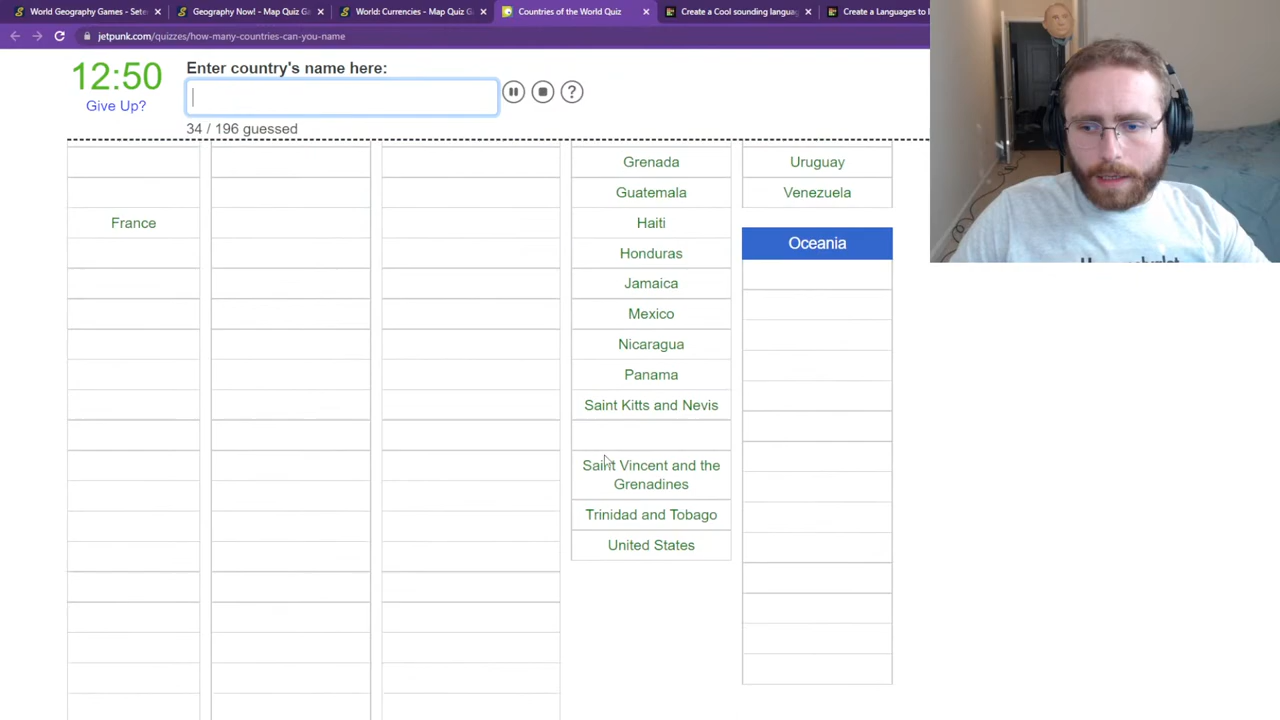 World Geography Games - Sete
Geography Now! - Map Quiz Ga
World: Currencies - Map Quiz G
Countries of the World Quiz
Create a Cool sounding langua
Create a Languages to l
jetpunk.com/quizzes/how-many-countries-can-you-name
12:50
Give Up?
Enter country's name here:
34 / 196 guessed
France
Grenada
Guatemala
Haiti
Honduras
Jamaica
Mexico
Nicaragua
Panama
Saint Kitts and Nevis
Saint Vincent and the
Grenadines
Trinidad and Tobago
United States
Uruguay
Venezuela
Oceania